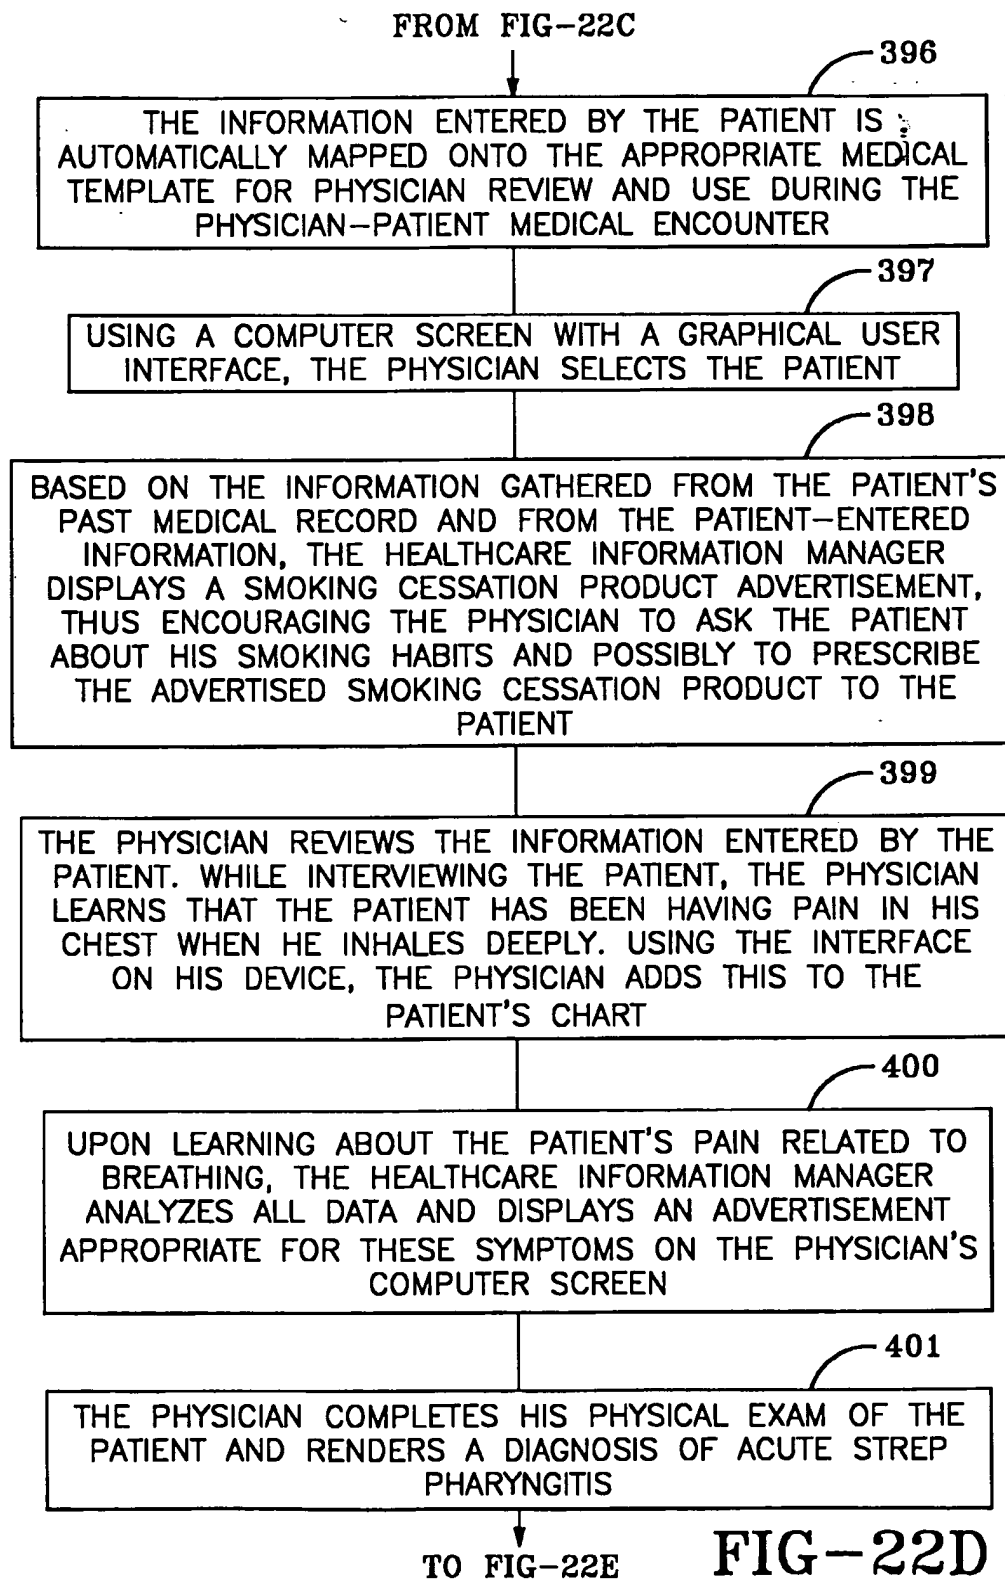 FROM FIG-22C
396
THE INFORMATION ENTERED BY THE PATIENT IS
AUTOMATICALLY MAPPED ONTO THE APPROPRIATE MEDICAL
TEMPLATE FOR PHYSICIAN REVIEW AND USE DURING THE
PHYSICIAN-PATIENT MEDICAL ENCOUNTER
397
USING A COMPUTER SCREEN WITH A GRAPHICAL USER
INTERFACE, THE PHYSICIAN SELECTS THE PATIENT
398
BASED ON THE INFORMATION GATHERED FROM THE PATIENT'S
PAST MEDICAL RECORD AND FROM THE PATIENT-ENTERED
INFORMATION, THE HEALTHCARE INFORMATION MANAGER
DISPLAYS A SMOKING CESSATION PRODUCT ADVERTISEMENT,
THUS ENCOURAGING THE PHYSICIAN TO ASK THE PATIENT
ABOUT HIS SMOKING HABITS AND POSSIBLY TO PRESCRIBE
THE ADVERTISED SMOKING CESSATION PRODUCT TO THE
PATIENT
399
THE PHYSICIAN REVIEWS THE INFORMATION ENTERED BY THE
PATIENT. WHILE INTERVIEWING THE PATIENT, THE PHYSICIAN
LEARNS THAT THE PATIENT HAS BEEN HAVING PAIN IN HIS
CHEST WHEN HE INHALES DEEPLY. USING THE INTERFACE
ON HIS DEVICE, THE PHYSICIAN ADDS THIS TO THE
PATIENT'S CHART
400
UPON LEARNING ABOUT THE PATIENT'S PAIN RELATED TO
BREATHING, THE HEALTHCARE INFORMATION MANAGER
ANALYZES ALL DATA AND DISPLAYS AN ADVERTISEMENT
APPROPRIATE FOR THESE SYMPTOMS ON THE PHYSICIAN'S
COMPUTER SCREEN
401
THE PHYSICIAN COMPLETES HIS PHYSICAL EXAM OF THE
PATIENT AND RENDERS A DIAGNOSIS OF ACUTE STREP
PHARYNGITIS
TO FIG-22E
FIG-22D